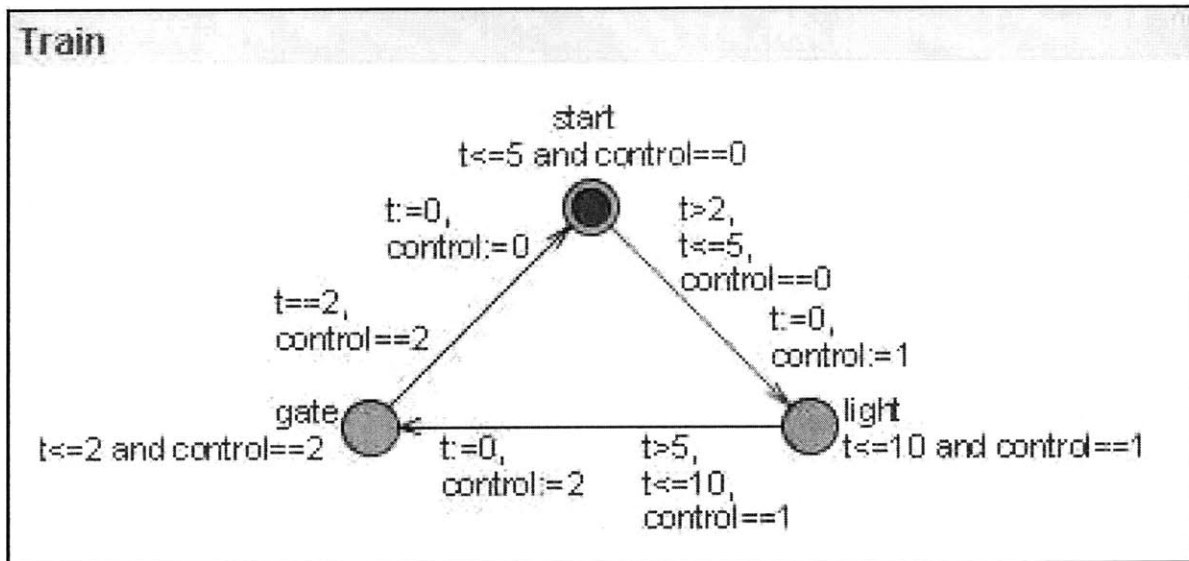 Train
start
t<=5 and control==0
t:=0,
control:=0
t>2,
t<=5,
control==0
t==2,
control==2
t:=0,
control:=1
gate
t<=2 and control==2
light
t<=10 and control==1
t:=0,
control:=2
t>5,
t<=10,
control==1